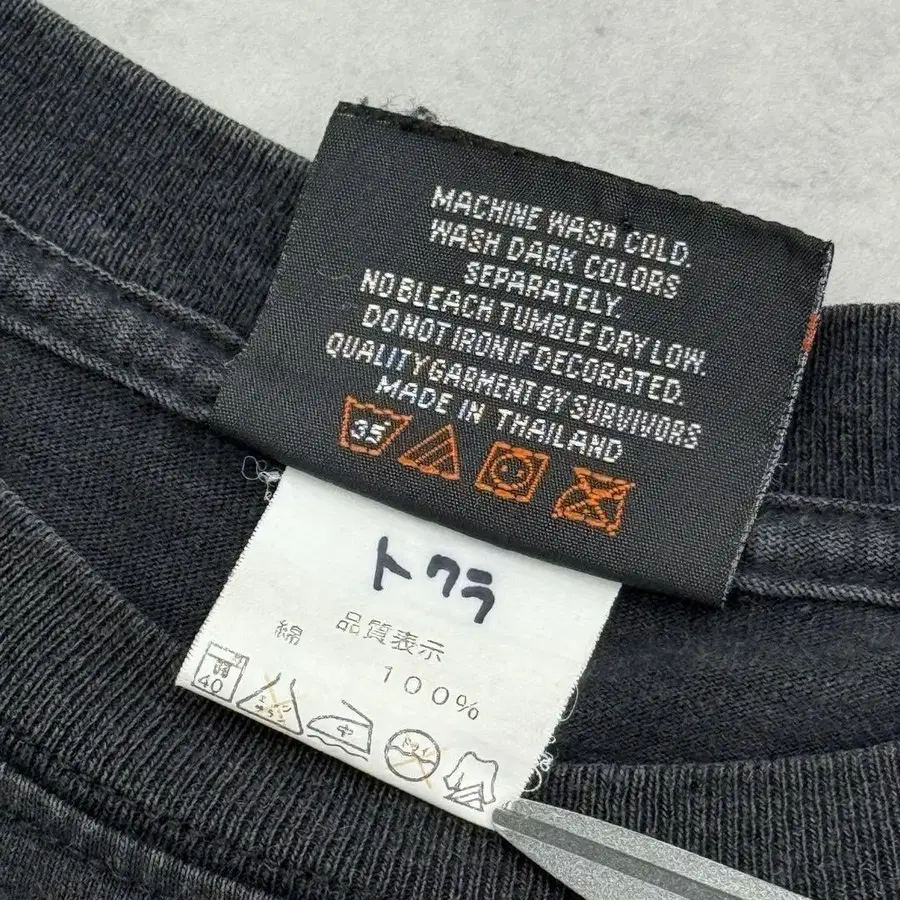 MACHINE WASH COLD.
WASH DARK COLORS
SEPARATELY.
NO BLEACH TUMBLE DRY LOW.
DO NOT IRON IF DECORATED.
QUALITY GARMENT BY SURVIVORS
MADE IN THAILAND
35
トクラ
品質表示
綿 100%
40
中